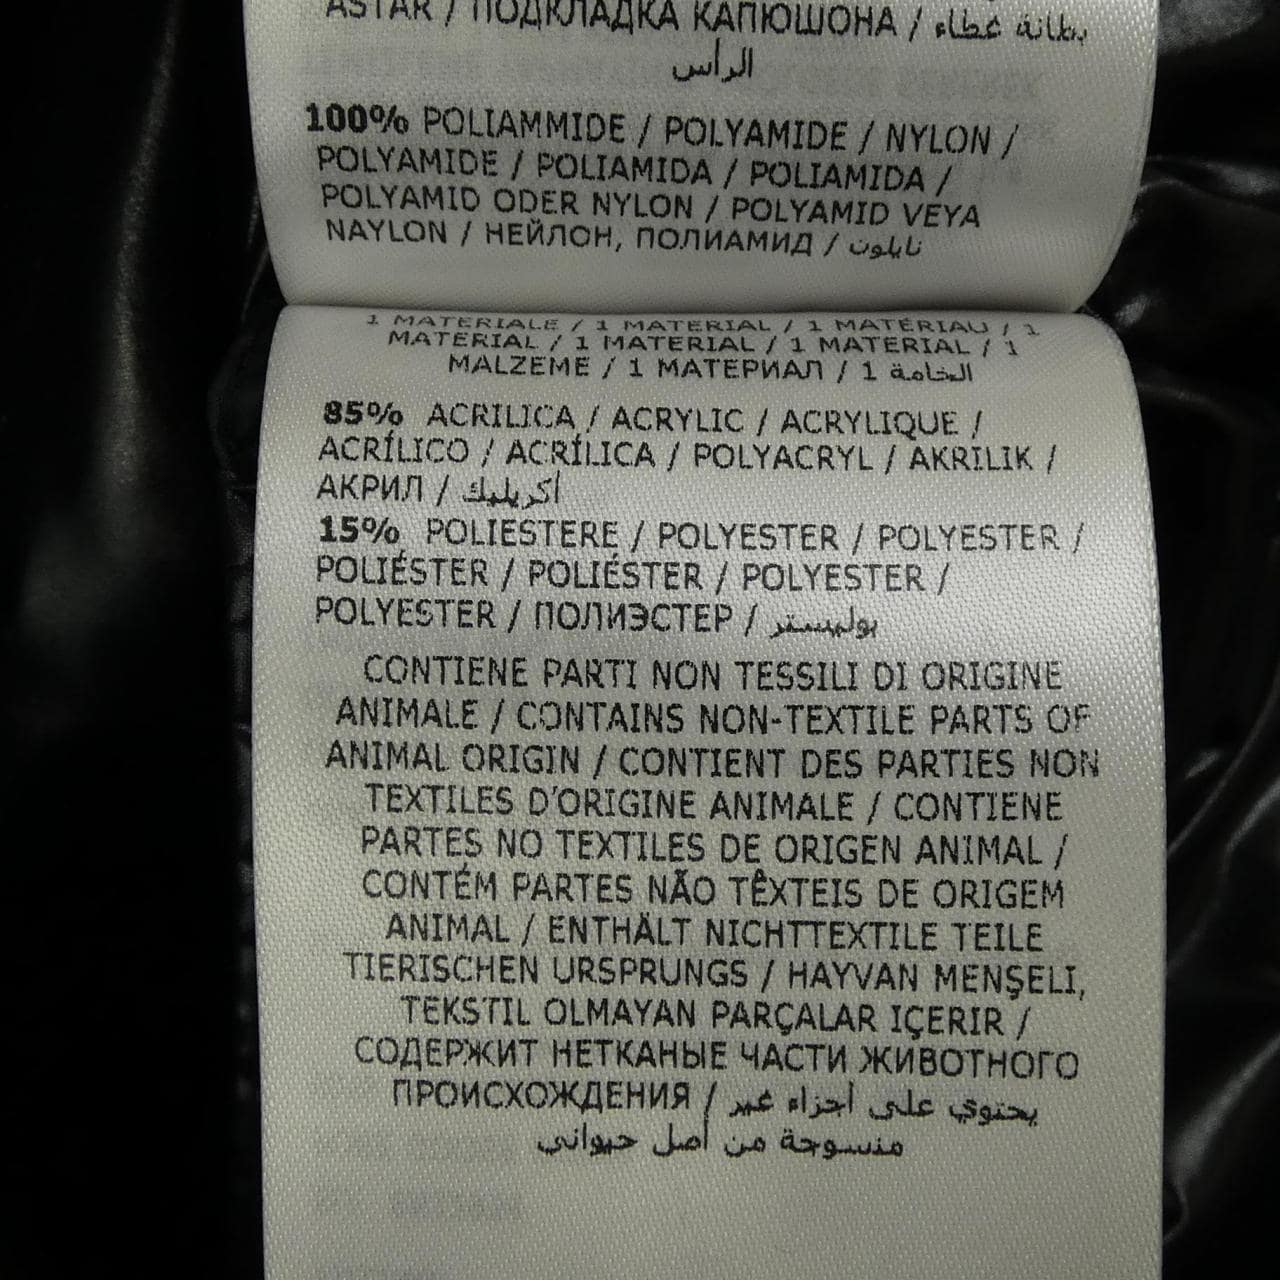 ASTAR / ПОДКЛАДКА КАПЮШОНА / بطانة غطاء
الرأس
100% POLIAMMIDE / POLYAMIDE / NYLON /
POLYAMIDE / POLIAMIDA / POLIAMIDA /
POLYAMID ODER NYLON / POLYAMID VEYA
NAYLON / НЕЙЛОН, ПОЛИАМИД / نايلون
1 MATERIALE / 1 MATERIAL / 1 MATÉRIAU / 1
MATERIAL / 1 MATERIAL / 1 MATERIAL / 1
MALZEME / 1 МАТЕРИАЛ / 1 الخامة
85% ACRILICA / ACRYLIC / ACRYLIQUE /
ACRÍLICO / ACRÍLICA / POLYACRYL / AKRILIK /
АКРИЛ / أكريليك
15% POLIESTERE / POLYESTER / POLYESTER /
POLIÉSTER / POLIÉSTER / POLYESTER /
POLYESTER / ПОЛИЭСТЕР / بوليستر
CONTIENE PARTI NON TESSILI DI ORIGINE
ANIMALE / CONTAINS NON-TEXTILE PARTS OF
ANIMAL ORIGIN / CONTIENT DES PARTIES NON
TEXTILES D'ORIGINE ANIMALE / CONTIENE
PARTES NO TEXTILES DE ORIGEN ANIMAL /
CONTÉM PARTES NÃO TÊXTEIS DE ORIGEM
ANIMAL / ENTHÄLT NICHTTEXTILE TEILE
TIERISCHEN URSPRUNGS / HAYVAN MENŞELI,
TEKSTIL OLMAYAN PARÇALAR IÇERIR /
СОДЕРЖИТ НЕТКАНЫЕ ЧАСТИ ЖИВОТНОГО
ПРОИСХОЖДЕНИЯ / يحتوي على أجزاء غير
منسوجة من أصل حيواني